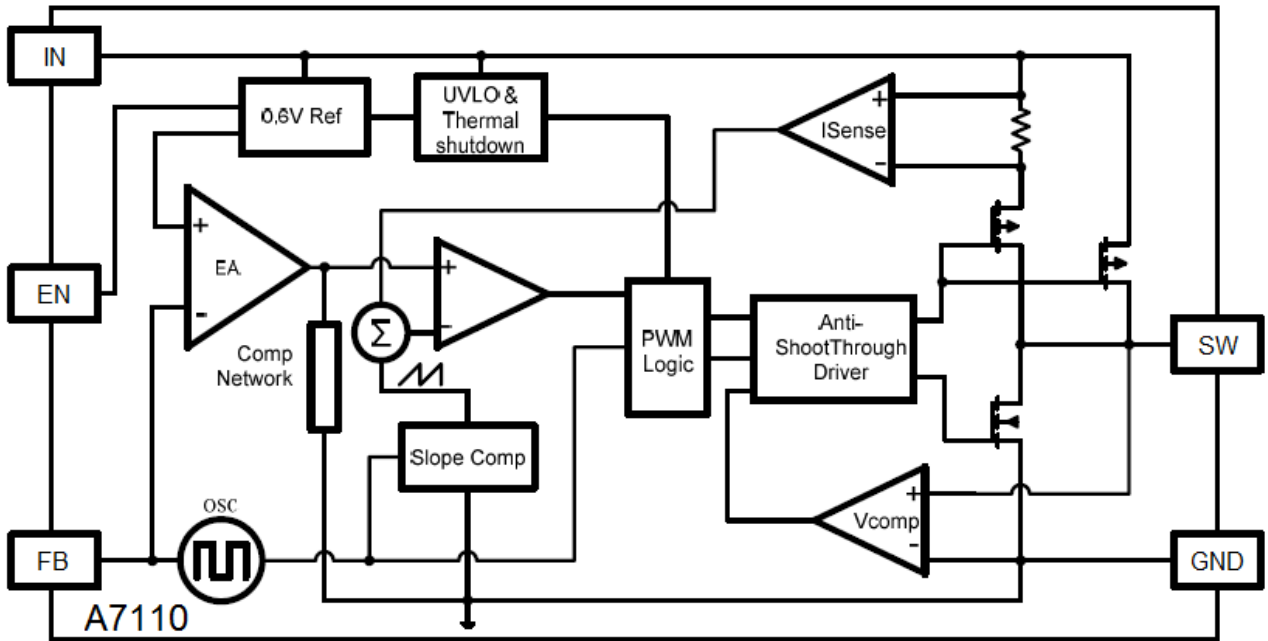 IN
0.6V Ref
UVLO &
Thermal
shutdown
+
ISense
-
+
EA.
-
EN
+
-
Σ
Comp
Network
PWM
Logic
Anti-
ShootThrough
Driver
SW
Slope Comp
OSC
+
Vcomp
-
FB
GND
A7110